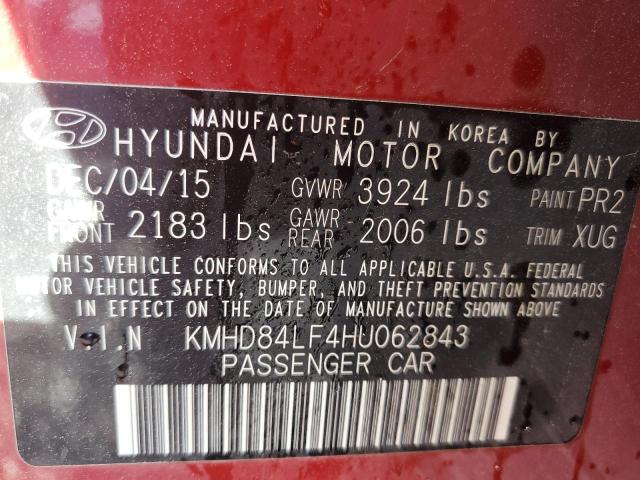 MANUFACTURED IN KOREA BY
HYUNDAI MOTOR COMPANY
DEC/04/15 GVWR 3924 lbs PAINT PR2
GAWR FRONT 2183 lbs GAWR REAR 2006 lbs TRIM XUG
THIS VEHICLE CONFORMS TO ALL APPLICABLE U.S.A. FEDERAL
MOTOR VEHICLE SAFETY, BUMPER, AND THEFT PREVENTION STANDARDS
IN EFFECT ON THE DATE OF MANUFACTURE SHOWN ABOVE.
V.I.N KMHD84LF4HU062843
PASSENGER CAR